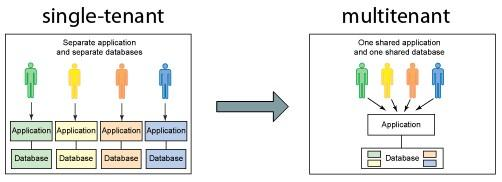 single-tenant
multitenant
Separate application
and separate databases
Application Application Application Application
Database Database Database Database
One shared application
and one shared database
Application
Database